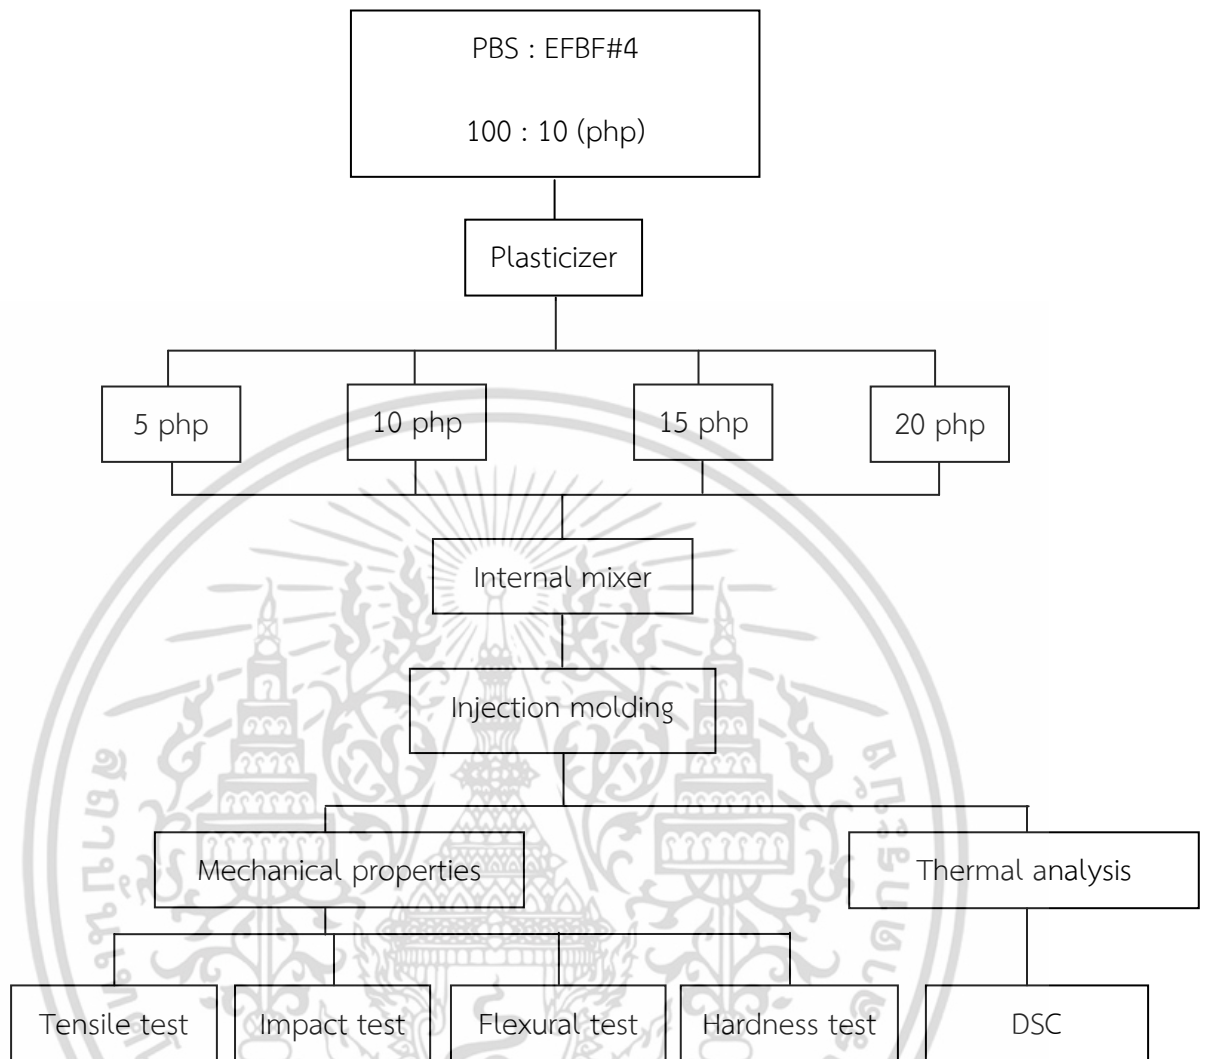 PBS : EFBF#4
100 : 10 (php)
Plasticizer
5 php
10 php
15 php
20 php
Internal mixer
Injection molding
Mechanical properties
Thermal analysis
Tensile test
Impact test
Flexural test
Hardness test
DSC